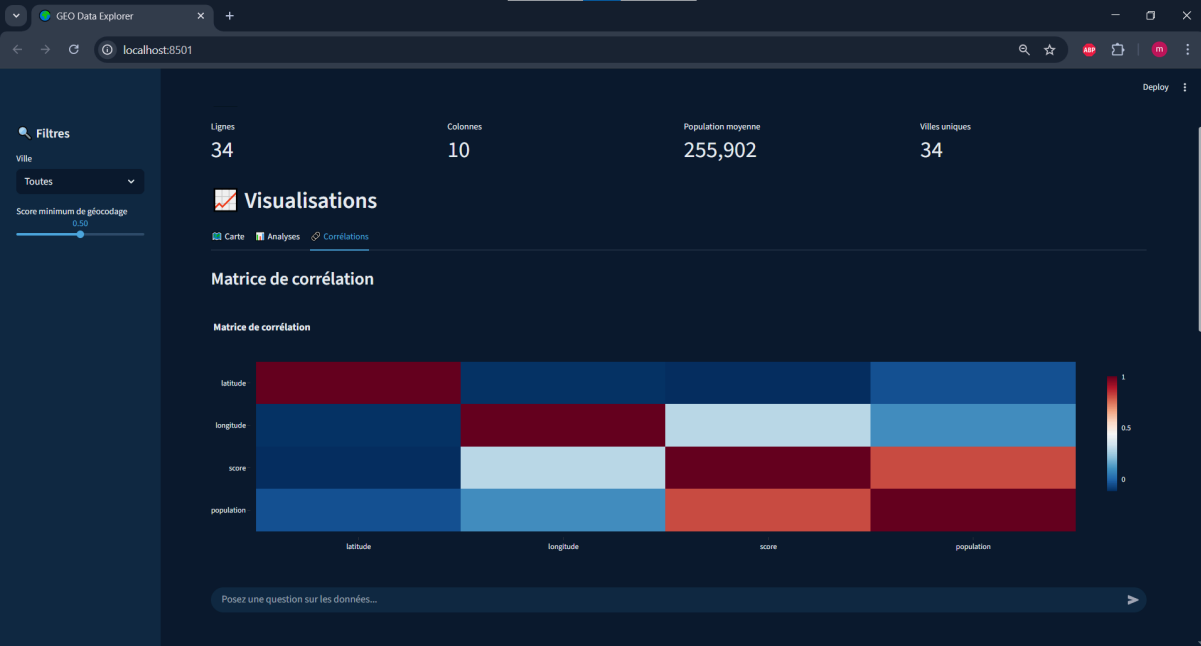 GEO Data Explorer
localhost:8501
ABP
m
Deploy
Filtres
Ville
Toutes
Score minimum de géocodage
0.50
Lignes
34
Colonnes
10
Population moyenne
255,902
Villes uniques
34
Visualisations
Carte
Analyses
Corrélations
Matrice de corrélation
Matrice de corrélation
latitude
longitude
score
population
latitude
longitude
score
population
1
0.5
0
Posez une question sur les données...